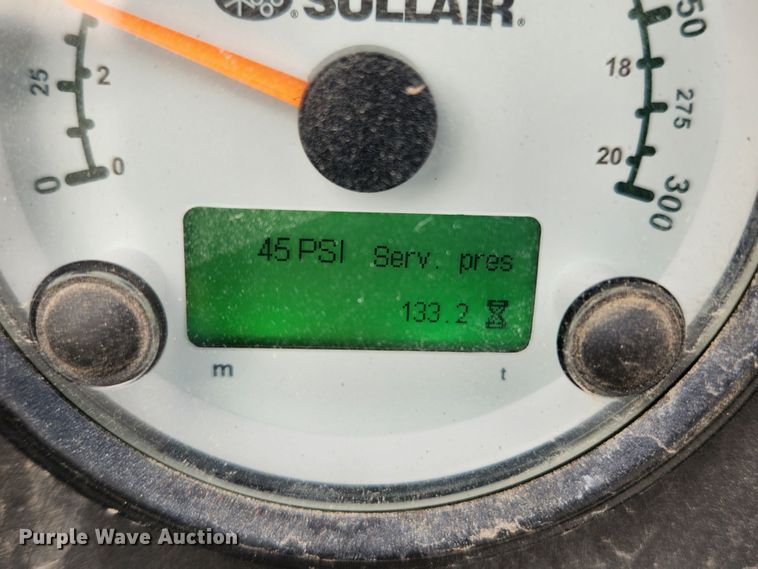 SULLAIR®
25 2
0 0
50
18 275
20 300
45 PSI Serv. pres
133.2
m t
Purple Wave Auction